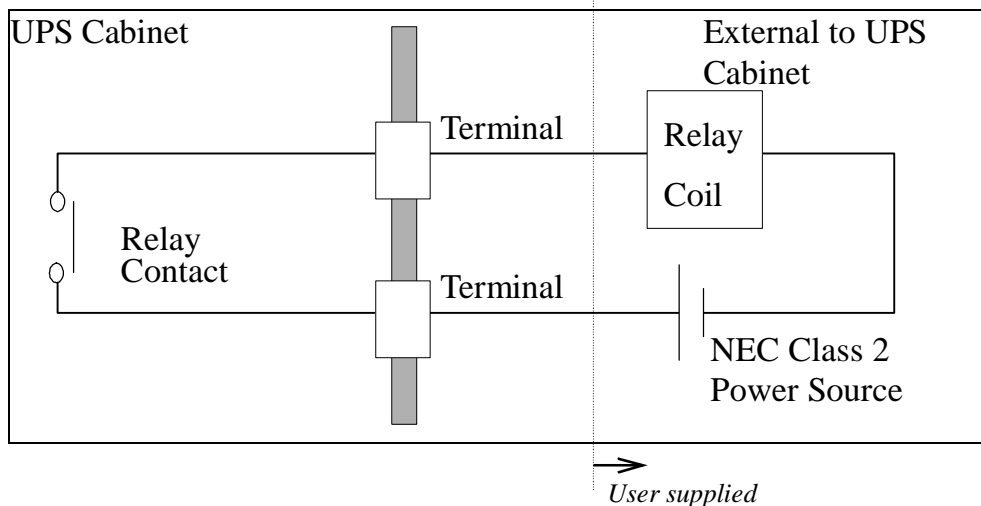 UPS Cabinet
External to UPS
Cabinet
Terminal
Relay
Coil
Relay
Contact
Terminal
NEC Class 2
Power Source
User supplied